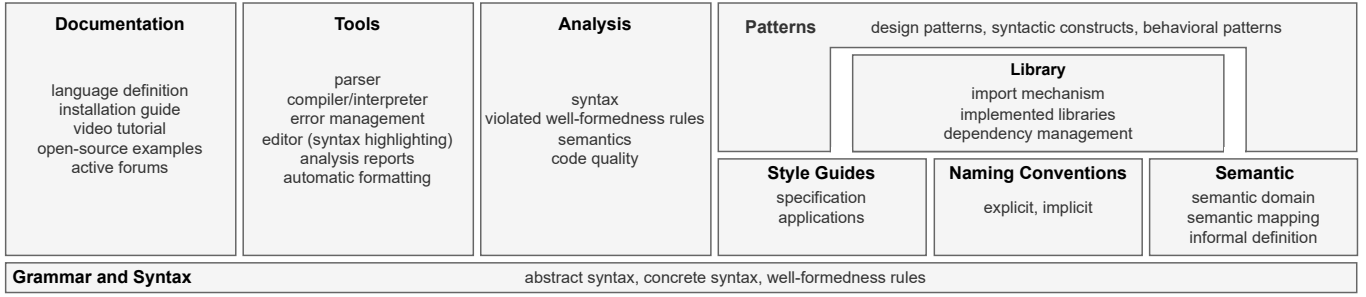 Documentation
language definition
installation guide
video tutorial
open-source examples
active forums
Tools
parser
compiler/interpreter
error management
editor (syntax highlighting)
analysis reports
automatic formatting
Analysis
syntax
violated well-formedness rules
semantics
code quality
Patterns design patterns, syntactic constructs, behavioral patterns
Library
import mechanism
implemented libraries
dependency management
Style Guides
specification
applications
Naming Conventions
explicit, implicit
Semantic
semantic domain
semantic mapping
informal definition
Grammar and Syntax abstract syntax, concrete syntax, well-formedness rules